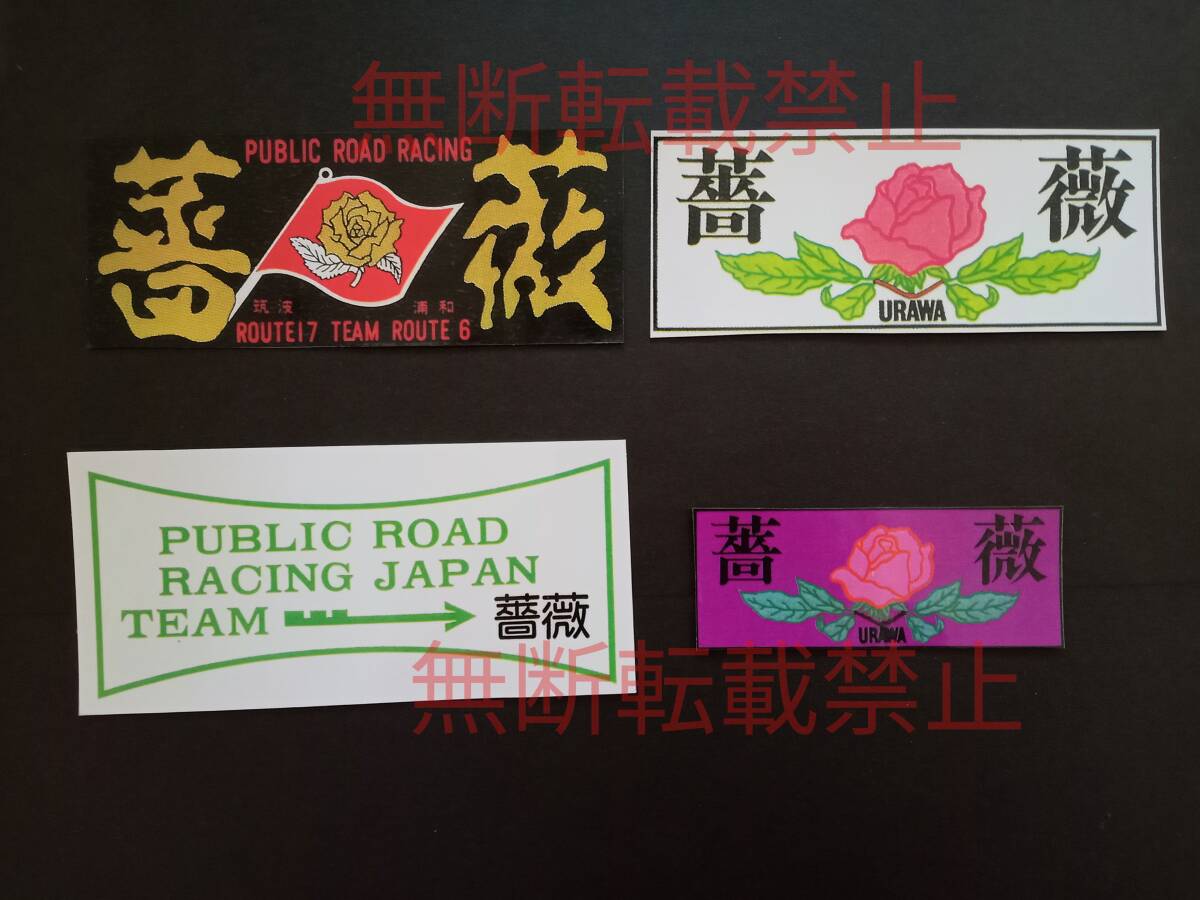 無断転載禁止
PUBLIC ROAD RACING
薔 薇
筑波 浦和
ROUTE17 TEAM ROUTE 6
薔 薇
URAWA
PUBLIC ROAD
RACING JAPAN
TEAM 薔薇
薔 薇
URAWA
無断転載禁止